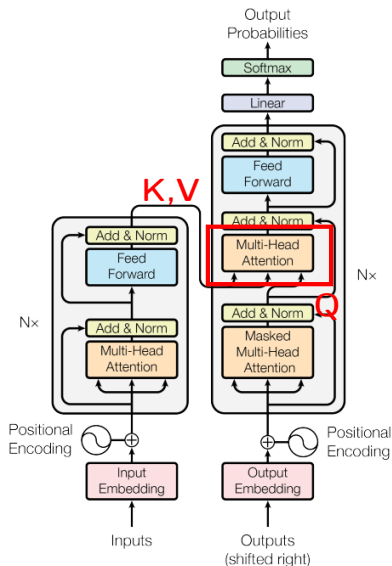 Output
Probabilities
Softmax
Linear
Add & Norm
Feed
Forward
Add & Norm
Multi-Head
Attention
K,V
Q
Add & Norm
Masked
Multi-Head
Attention
N×
Add & Norm
Feed
Forward
Add & Norm
Multi-Head
Attention
N×
Positional
Encoding
Input
Embedding
Inputs
Positional
Encoding
Output
Embedding
Outputs
(shifted right)